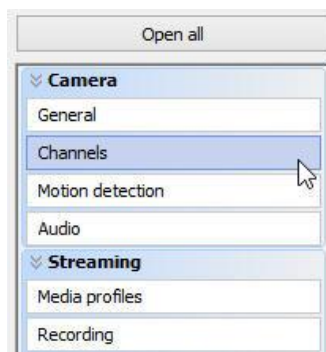 Open all
Camera
General
Channels
Motion detection
Audio
Streaming
Media profiles
Recording